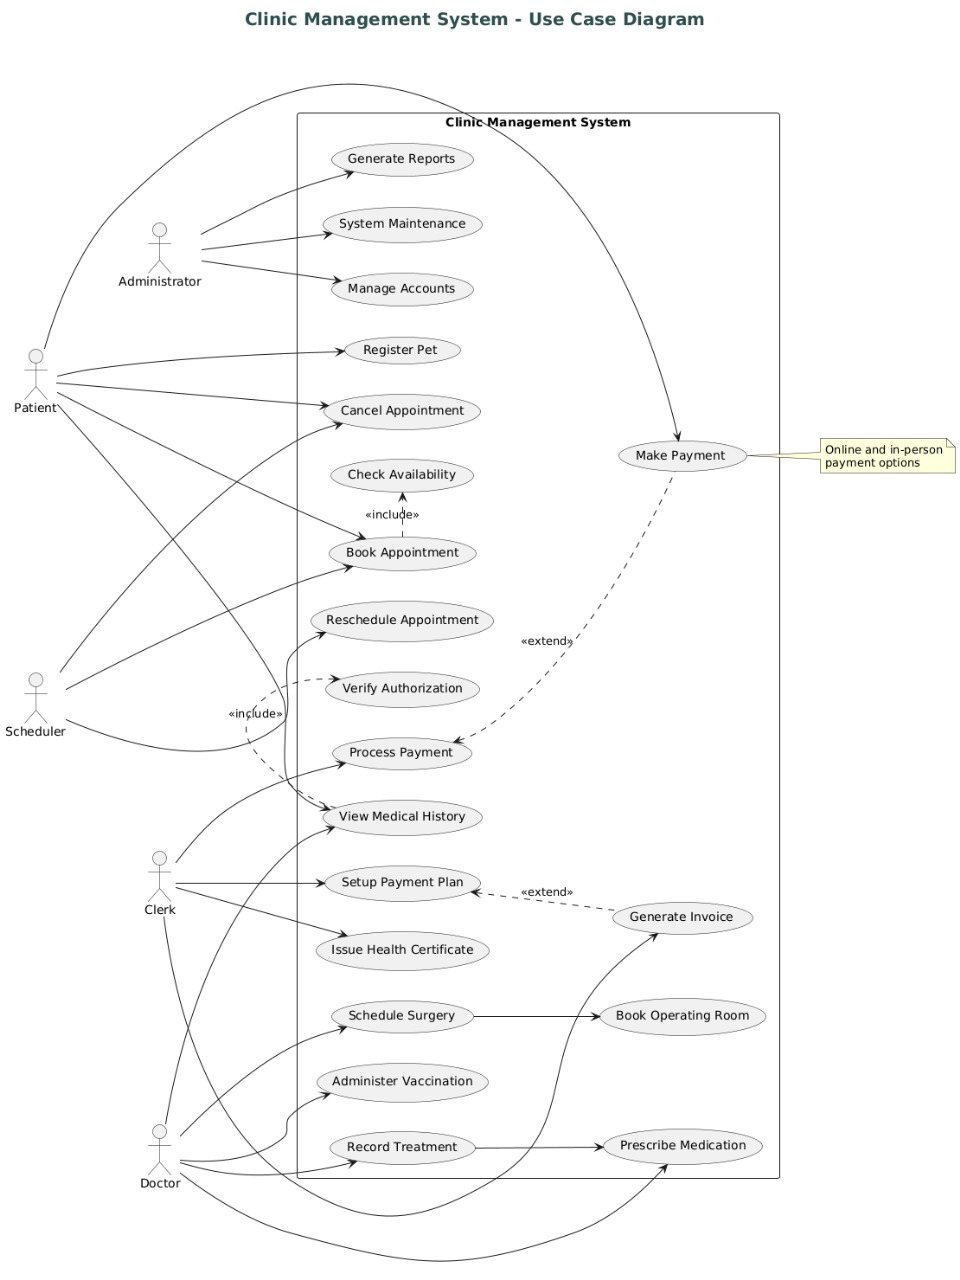 Clinic Management System - Use Case Diagram
Clinic Management System
Generate Reports
System Maintenance
Administrator
Manage Accounts
Register Pet
Patient
Cancel Appointment
Make Payment
Online and in-person
payment options
Check Availability
«include»
Book Appointment
Reschedule Appointment
«extend»
Verify Authorization
«include»
Scheduler
Process Payment
View Medical History
Setup Payment Plan
«extend»
Clerk
Generate Invoice
Issue Health Certificate
Schedule Surgery
Book Operating Room
Administer Vaccination
Record Treatment
Prescribe Medication
Doctor